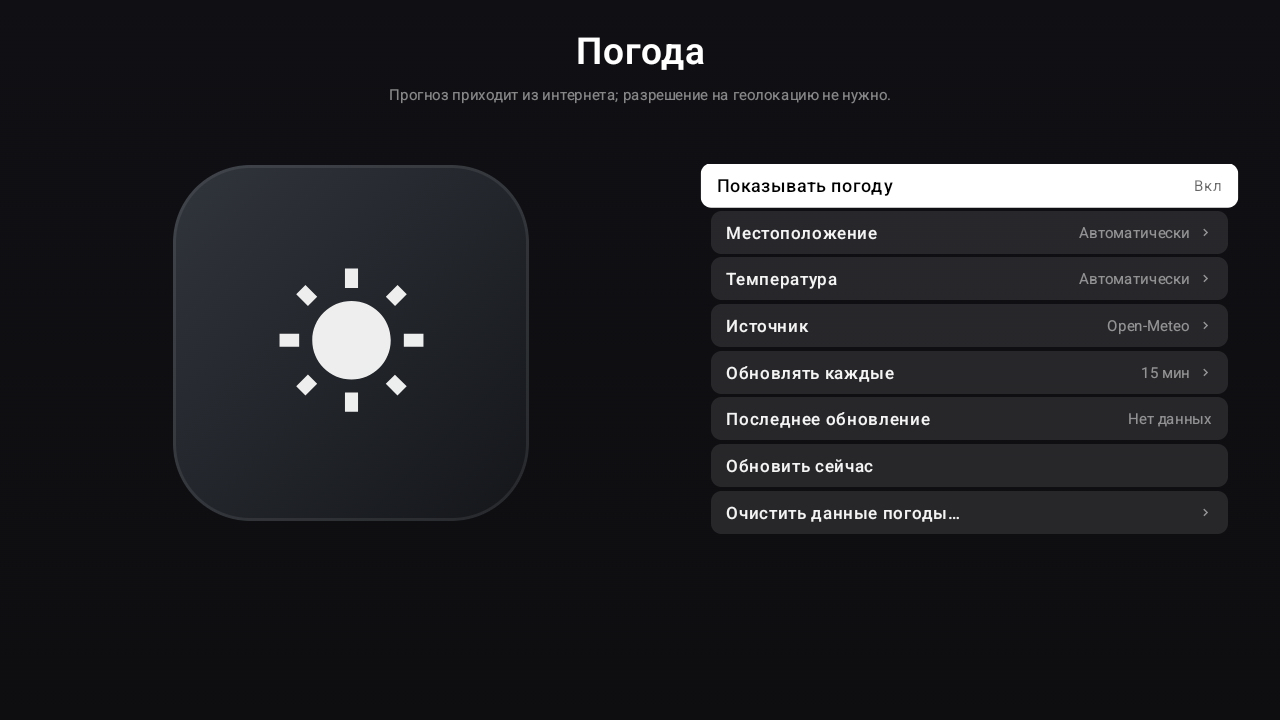 Погода
Прогноз приходит из интернета; разрешение на геолокацию не нужно.
Показывать погоду Вкл
Местоположение Автоматически
Температура Автоматически
Источник Open-Meteo
Обновлять каждые 15 мин
Последнее обновление Нет данных
Обновить сейчас
Очистить данные погоды…